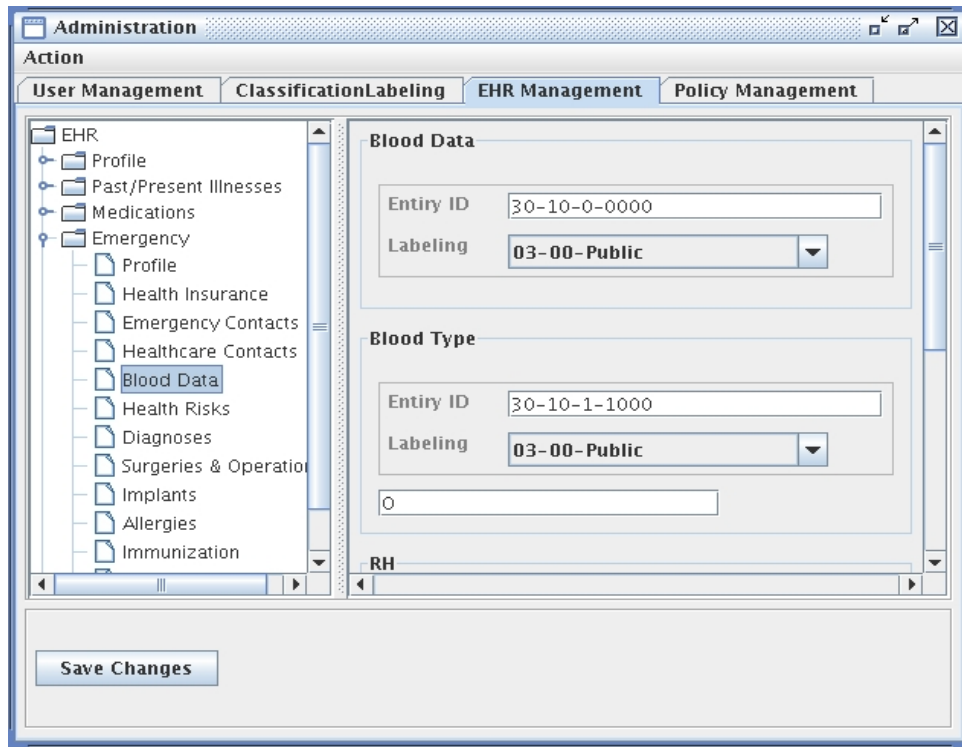 Administration
Action
User Management ClassificationLabeling EHR Management Policy Management
EHR
Profile
Past/Present Illnesses
Medications
Emergency
Profile
Health Insurance
Emergency Contacts
Healthcare Contacts
Blood Data
Health Risks
Diagnoses
Surgeries & Operatio
Implants
Allergies
Immunization
Blood Data
Entiry ID 30-10-0-0000
Labeling 03-00-Public
Blood Type
Entiry ID 30-10-1-1000
Labeling 03-00-Public
O
RH
Save Changes